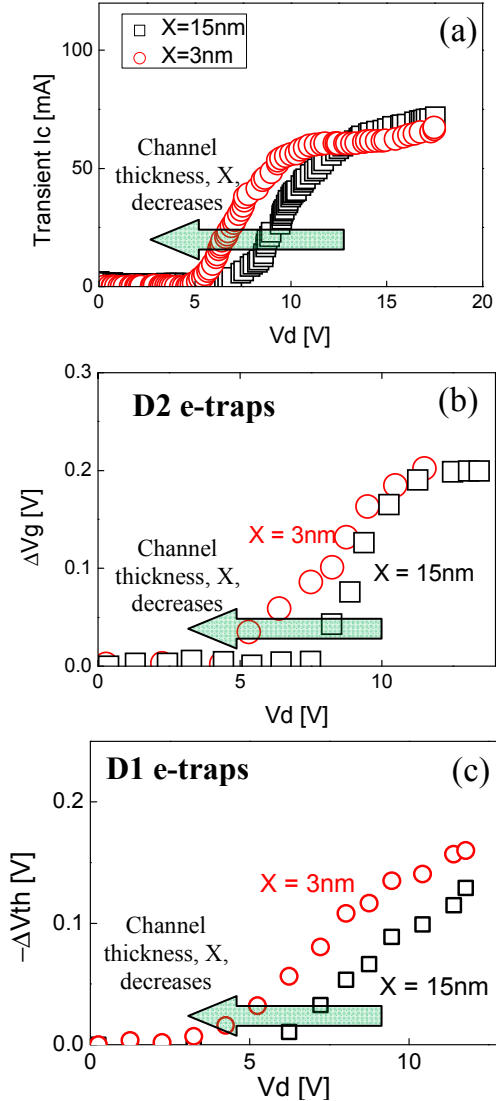 X=15nm
X=3nm
(a)
100
50
0
Transient Ic [mA]
Channel
thickness, X,
decreases
0
5
10
15
20
Vd [V]
D2 e-traps
(b)
0.3
0.2
0.1
0.0
ΔVg [V]
X = 3nm
Channel
thickness, X,
decreases
X = 15nm
0
5
10
Vd [V]
D1 e-traps
(c)
0.2
0.1
0.0
−ΔVth [V]
X = 3nm
Channel
thickness, X,
decreases
X = 15nm
0
5
10
Vd [V]